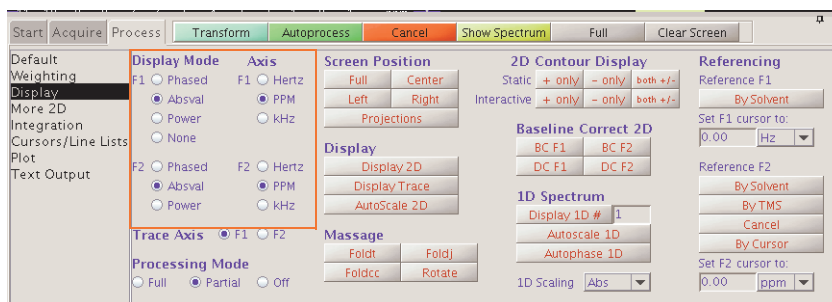 Start Acquire Process Transform Autoprocess Cancel Show Spectrum Full Clear Screen
Default
Weighting
Display
More 2D
Integration
Cursors/Line Lists
Plot
Text Output
Display Mode Axis
F1 Phased F1 Hertz
Absval PPM
Power kHz
None
F2 Phased F2 Hertz
Absval PPM
Power kHz
Trace Axis F1 F2
Processing Mode
Full Partial Off
Screen Position
Full Center
Left Right
Projections
Display
Display 2D
Display Trace
AutoScale 2D
Massage
Foldt Foldj
Foldcc Rotate
2D Contour Display
Static + only - only both +/-
Interactive + only - only both +/-
Baseline Correct 2D
BC F1 BC F2
DC F1 DC F2
1D Spectrum
Display 1D # 1
Autoscale 1D
Autophase 1D
1D Scaling Abs
Referencing
Reference F1
By Solvent
Set F1 cursor to:
0.00 Hz
Reference F2
By Solvent
By TMS
Cancel
By Cursor
Set F2 cursor to:
0.00 ppm